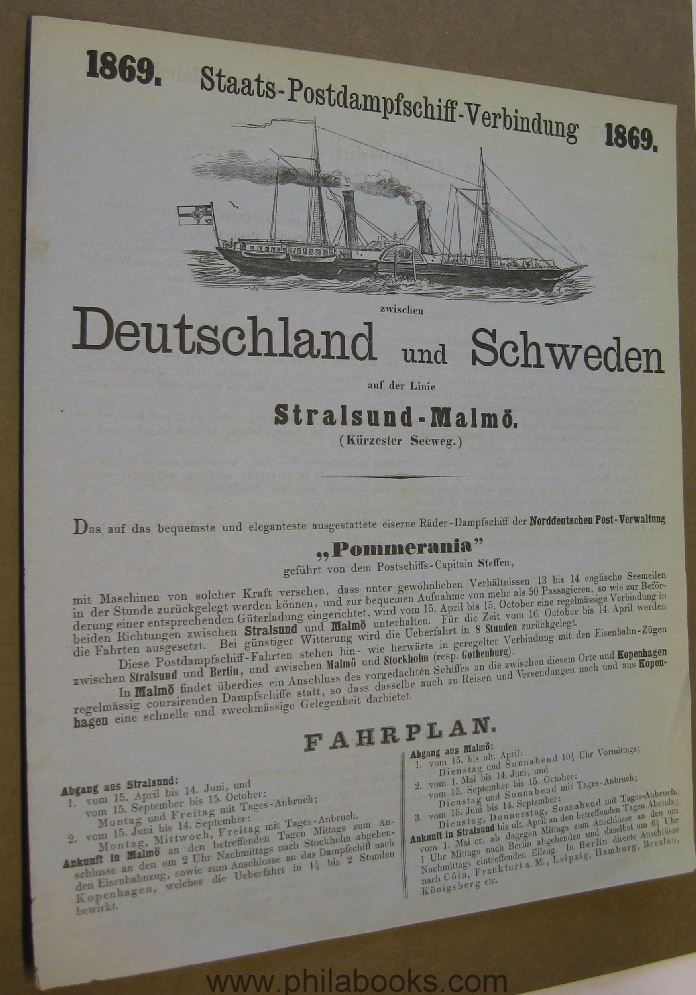 1869. Staats-Postdampfschiff-Verbindung 1869.
zwischen
Deutschland und Schweden
auf der Linie
Stralsund-Malmö.
(Kürzester Seeweg.)
Das auf das bequemste und eleganteste ausgestattete eiserne Räder-Dampfschiff der Norddeutschen Post-Verwaltung
„Pommerania”
geführt von dem Postschiffs-Capitain Steffen,
mit Maschinen von solcher Kraft versehen, dass unter gewöhnlichen Verhältnissen 13 bis 14 englische Seemeilen
in der Stunde zurückgelegt werden können, und zur bequemen Aufnahme von mehr als 50 Passagieren, so wie zur Beför-
derung einer entsprechenden Güterladung eingerichtet, wird vom 15. April bis 15. October eine regelmässige Verbindung in
beiden Richtungen zwischen Stralsund und Malmö unterhalten. Für die Zeit vom 16. October bis 14. April werden
die Fahrten ausgesetzt. Bei günstiger Witterung wird die Ueberfahrt in 8 Stunden zurückgelegt.
Diese Postdampfschiff-Fahrten stehen hin- wie herwärts in geregelter Verbindung mit den Eisenbahn-Zügen
zwischen Stralsund und Berlin, und zwischen Malmö und Stockholm (resp. Gothenburg).
In Malmö findet überdies ein Anschluss des vorgedachten Schiffes an die zwischen diesem Orte und Kopenhagen
regelmässig coursirenden Dampfschiffe statt, so dass dasselbe auch zu Reisen und Versendungen nach und aus Kopen-
hagen eine schnelle und zweckmässige Gelegenheit darbietet.
FAHRPLAN.
Abgang aus Stralsund:
1. vom 15. April bis 14. Juni, und
vom 15. September bis 15. October:
Montag und Freitag mit Tages-Anbruch;
2. vom 15. Juni bis 14. September:
Montag, Mittwoch, Freitag mit Tages-Anbruch.
Ankunft in Malmö an den betreffenden Tagen Mittags zum An-
schlusse an den um 2 Uhr Nachmittags nach Stockholm abgehen-
den Eisenbahnzug, sowie zum Anschlusse an das Dampfschiff nach
Kopenhagen, welches die Ueberfahrt in 1½ bis 2 Stunden
bewirkt.
Abgang aus Malmö:
1. vom 15. bis ult. April:
Dienstag und Sonnabend 10½ Uhr Vormittags;
2. vom 1. Mai bis 14. Juni, und
vom 15. September bis 15. October:
Dienstag und Sonnabend mit Tages-Anbruch;
3. vom 15. Juni bis 14. September:
Dienstag, Donnerstag, Sonnabend mit Tages-Anbruch.
Ankunft in Stralsund bis ult. April an den betreffenden Tagen Abends;
vom 1. Mai cr. ab dagegen Mittags zum Anschlusse an den um
1 Uhr Mittags nach Berlin abgehenden und daselbst um 6½ Uhr
Nachmittags eintreffenden Eilzug. In Berlin directe Anschlüsse
nach Cöln, Frankfurt a. M., Leipzig, Hamburg, Breslau,
Königsberg etc.
www.philabooks.com